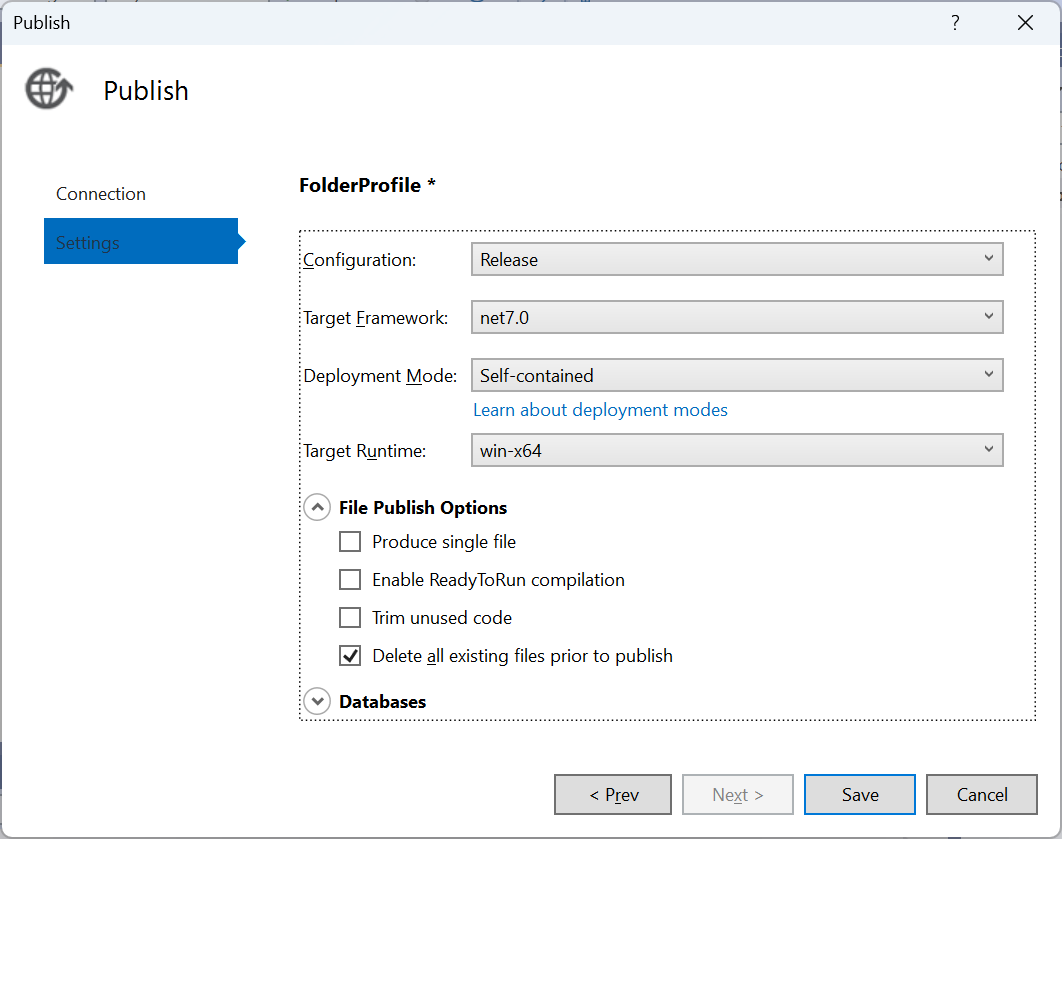 Publish ?
Publish
Connection
Settings
FolderProfile *
Configuration: Release
Target Framework: net7.0
Deployment Mode: Self-contained
Learn about deployment modes
Target Runtime: win-x64
File Publish Options
Produce single file
Enable ReadyToRun compilation
Trim unused code
Delete all existing files prior to publish
Databases
< Prev Next > Save Cancel